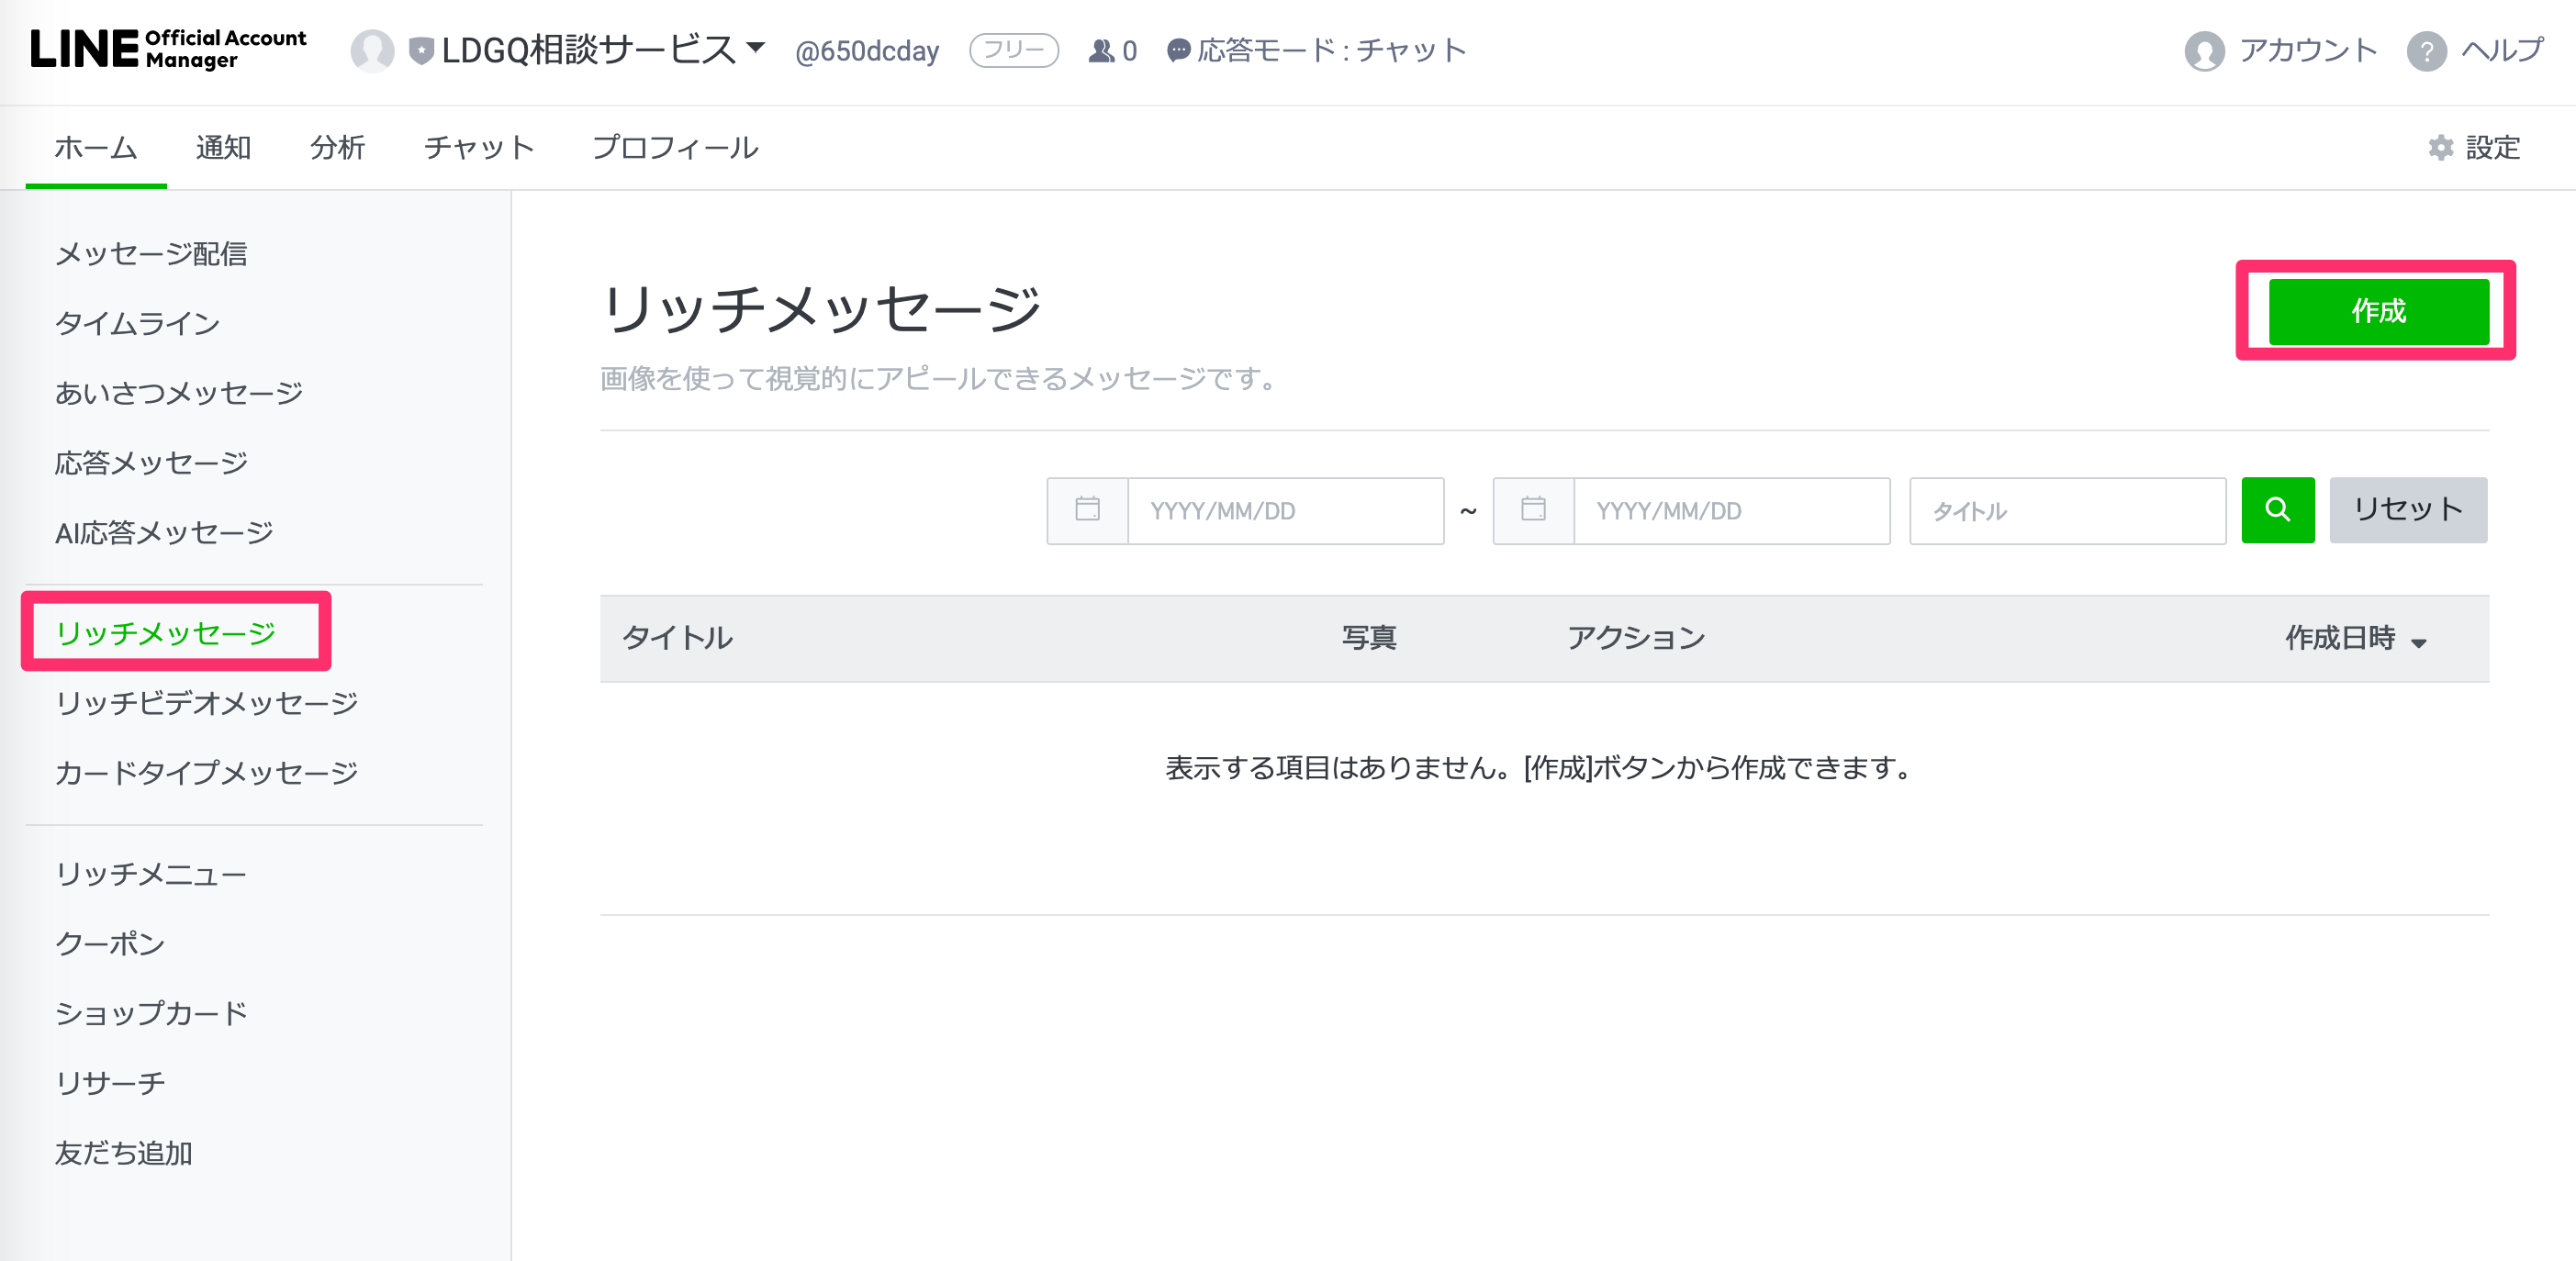 LINE Official Account Manager
LDGQ相談サービス @650dcday フリー 0 応答モード : チャット アカウント ? ヘルプ
ホーム 通知 分析 チャット プロフィール 設定
メッセージ配信
タイムライン
あいさつメッセージ
応答メッセージ
AI応答メッセージ
リッチメッセージ
リッチビデオメッセージ
カードタイプメッセージ
リッチメニュー
クーポン
ショップカード
リサーチ
友だち追加
リッチメッセージ
作成
画像を使って視覚的にアピールできるメッセージです。
YYYY/MM/DD ~ YYYY/MM/DD タイトル リセット
タイトル 写真 アクション 作成日時
表示する項目はありません。[作成]ボタンから作成できます。